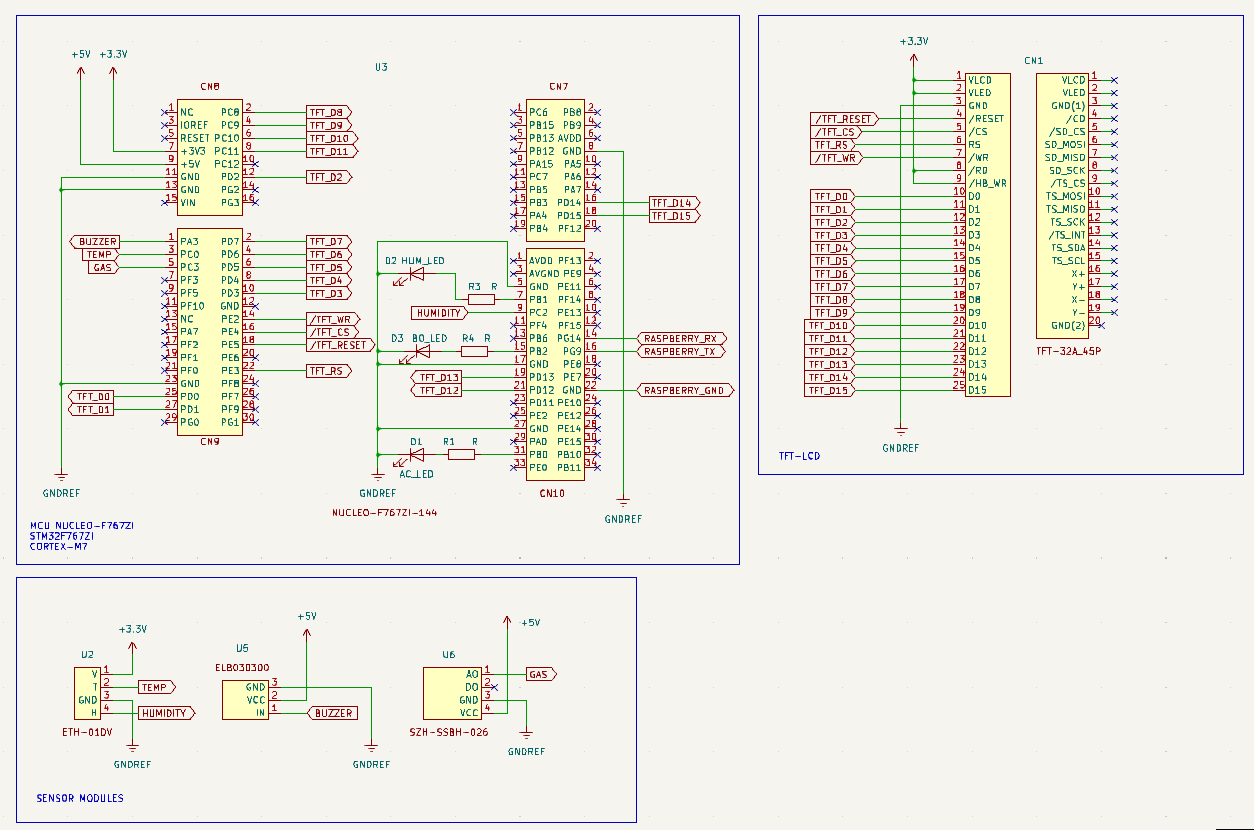 U3
+5V
+3.3V
CN8
1 NC PC8 2 TFT_D8
3 IOREF PC9 4 TFT_D9
5 RESET PC10 6 TFT_D10
7 +3V3 PC11 8 TFT_D11
9 +5V PC12 10
11 GND PD2 12 TFT_D2
13 GND PG2 14
15 VIN PG3 16
BUZZER 1 PA3 PD7 2 TFT_D7
TEMP 3 PC0 PD6 4 TFT_D6
GAS 5 PC3 PD5 6 TFT_D5
7 PF3 PD4 8 TFT_D4
9 PF5 PD3 10 TFT_D3
11 PF10 GND 12
13 NC PE2 14 /TFT_WR
15 PA7 PE4 16 /TFT_CS
17 PF2 PE5 18 /TFT_RESET
19 PF1 PE6 20
21 PF0 PE3 22 TFT_RS
23 GND PF8 24
TFT_D0 25 PD0 PF7 26
TFT_D1 27 PD1 PF9 28
29 PG0 PG1 30
CN9
GNDREF
CN7
1 PC6 PB8 2
3 PB15 PB9 4
5 PB13 AVDD 6
7 PB12 GND 8
9 PA15 PA5 10
11 PC7 PA6 12
13 PB5 PA7 14
15 PB3 PD14 16 TFT_D14
17 PA4 PD15 18 TFT_D15
19 PB4 PF12 20
1 AVDD PF13 2
3 AVGND PE9 4
5 GND PE11 6
D2 HUM_LED R3 R 7 PB1 PF14 8
HUMIDITY 9 PC2 PE13 10
11 PF4 PF15 12
13 PB6 PG14 14 RASPBERRY_RX
D3 BO_LED R4 R 15 PB2 PG9 16 RASPBERRY_TX
17 GND PE8 18
TFT_D13 19 PD13 PE7 20
TFT_D12 21 PD12 GND 22 RASPBERRY_GND
23 PD11 PE10 24
25 PE2 PE12 26
27 GND PE14 28
29 PA0 PE15 30
D1 AC_LED R1 R 31 PB0 PB10 32
33 PE0 PB11 34
CN10
GNDREF
NUCLEO-F767ZI-144
GNDREF
MCU NUCLEO-F767ZI
STM32F767ZI
CORTEX-M7
+3.3V
CN1
1 VLCD
2 VLED
3 GND
/TFT_RESET 4 /RESET
/TFT_CS 5 /CS
TFT_RS 6 RS
/TFT_WR 7 /WR
8 /RD
9 /HB_WR
TFT_D0 10 D0
TFT_D1 11 D1
TFT_D2 12 D2
TFT_D3 13 D3
TFT_D4 14 D4
TFT_D5 15 D5
TFT_D6 16 D6
TFT_D7 17 D7
TFT_D8 18 D8
TFT_D9 19 D9
TFT_D10 20 D10
TFT_D11 21 D11
TFT_D12 22 D12
TFT_D13 23 D13
TFT_D14 24 D14
TFT_D15 25 D15
VLCD 1
VLED 2
GND(1) 3
/CD 4
/SD_CS 5
SD_MOSI 6
SD_MISO 7
SD_SCK 8
/TS_CS 9
TS_MOSI 10
TS_MISO 11
TS_SCK 12
/TS_INT 13
TS_SDA 14
TS_SCL 15
X+ 16
Y+ 17
X- 18
Y- 19
GND(2) 20
TFT-32A_45P
GNDREF
TFT-LCD
+3.3V
U2
V 1
T 2 TEMP
GND 3
H 4 HUMIDITY
ETH-01DV
GNDREF
+5V
U5
ELB030300
GND 3
VCC 2
IN 1 BUZZER
GNDREF
+5V
U6
AO 1 GAS
DO 2
GND 3
VCC 4
SZH-SSBH-026
GNDREF
SENSOR MODULES